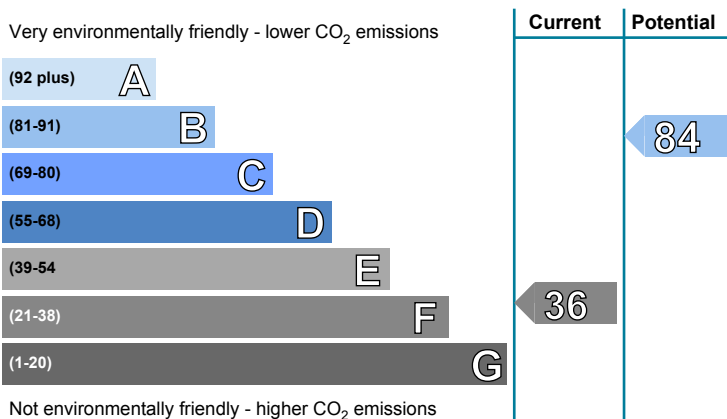 Current Potential
Very environmentally friendly - lower CO2 emissions
(92 plus) A
(81-91) B
84
(69-80) C
(55-68) D
(39-54 E
(21-38) F
36
(1-20) G
Not environmentally friendly - higher CO2 emissions